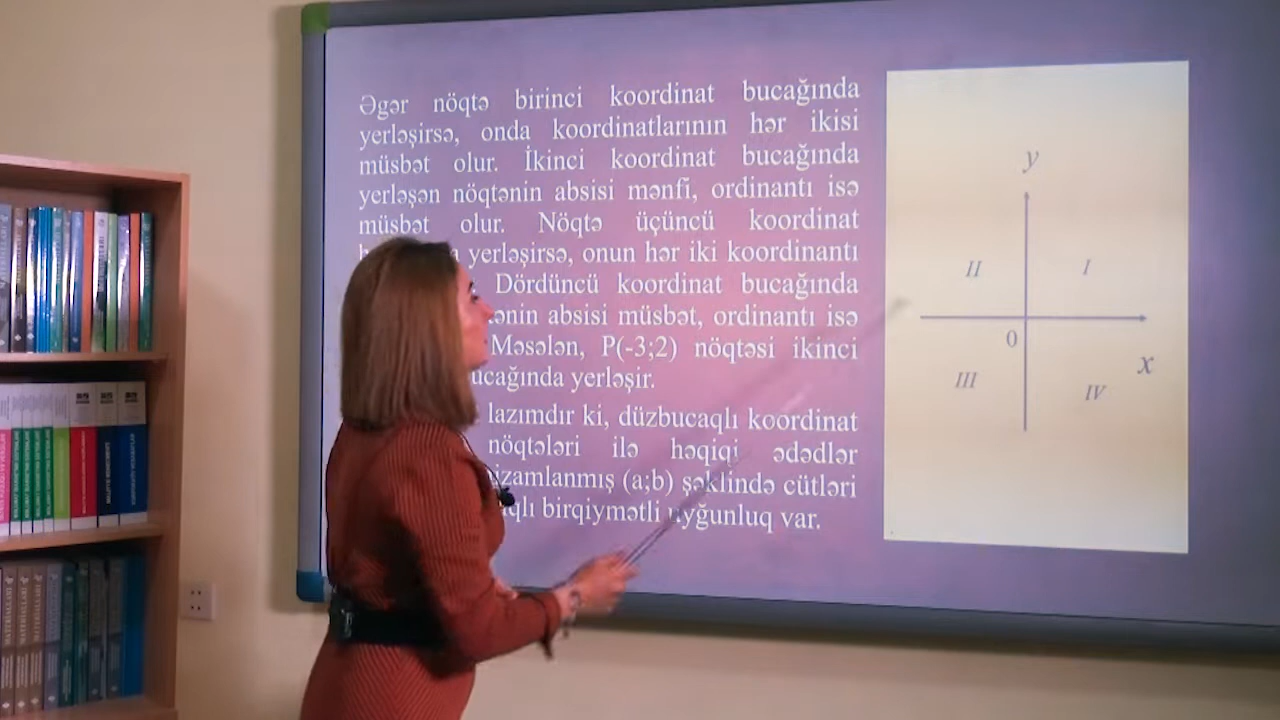 Əgər nöqtə birinci koordinat bucağında
yerləşirsə, onda koordinatlarının hər ikisi
müsbət olur. İkinci koordinat bucağında
yerləşən nöqtənin absisi mənfi, ordinantı isə
müsbət olur. Nöqtə üçüncü koordinat
yerləşirsə, onun hər iki koordinantı
Dördüncü koordinat bucağında
absisi müsbət, ordinantı isə
Məsələn, P(-3;2) nöqtəsi ikinci
yerləşir.
lazımdır ki, düzbucaqlı koordinat
nöqtələri ilə həqiqi ədədlər
(a;b) şəklində cütləri
birqiymətli uyğunluq var.
y
II
I
0
x
III
IV